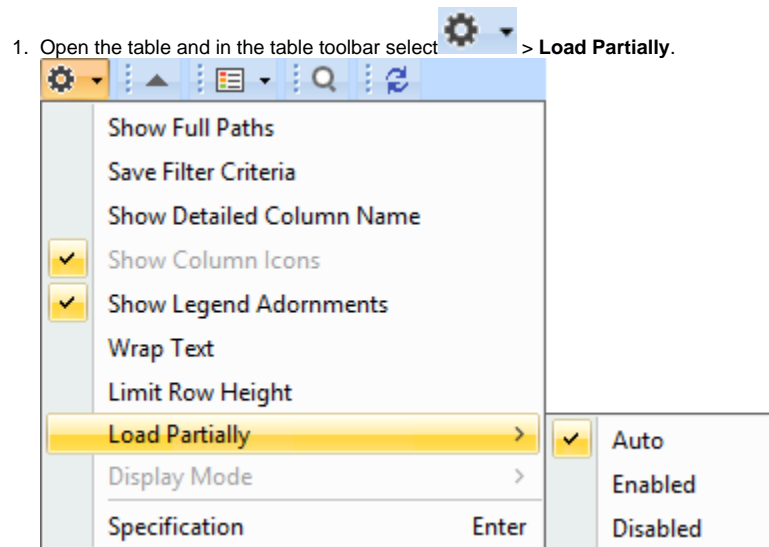 1. Open the table and in the table toolbar select > Load Partially.
Show Full Paths
Save Filter Criteria
Show Detailed Column Name
Show Column Icons
Show Legend Adornments
Wrap Text
Limit Row Height
Load Partially > Auto
Display Mode > Enabled
Specification Enter Disabled